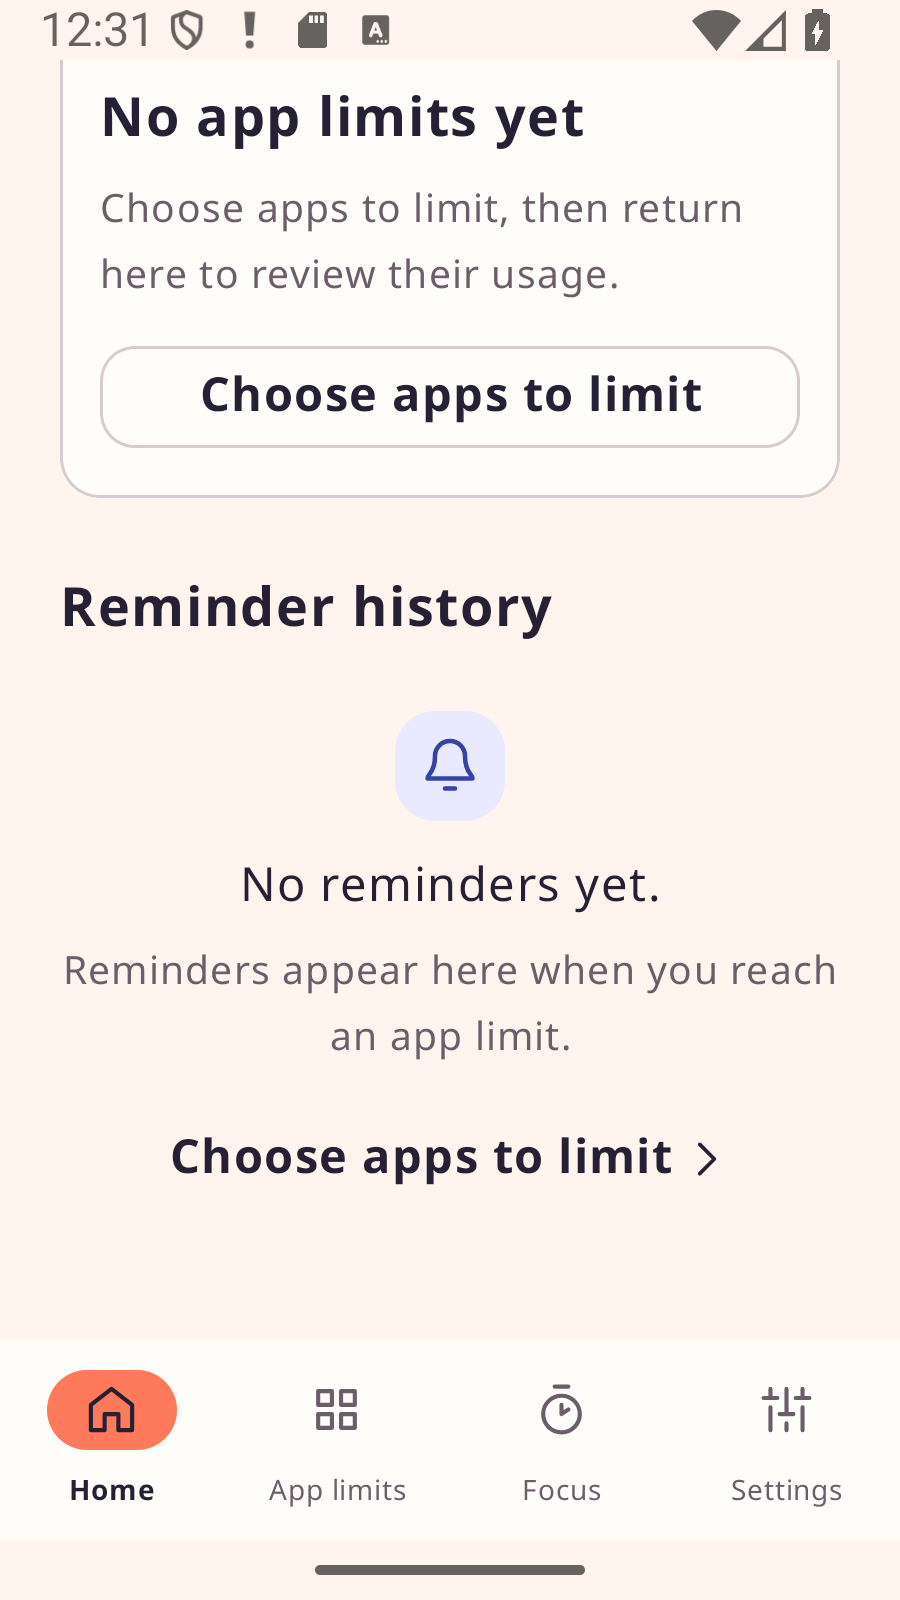 12:31
No app limits yet
Choose apps to limit, then return
here to review their usage.
Choose apps to limit
Reminder history
No reminders yet.
Reminders appear here when you reach
an app limit.
Choose apps to limit
Home
App limits
Focus
Settings